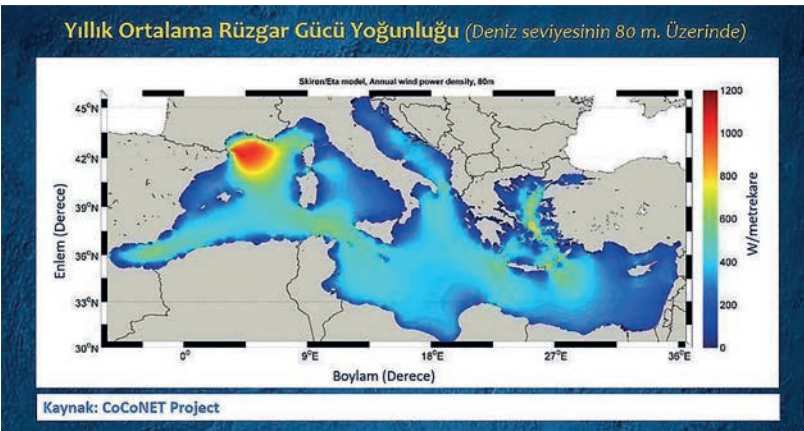 Yıllık Ortalama Rüzgar Gücü Yoğunluğu (Deniz seviyesinin 80 m. Üzerinde)
Skiron/Eta model, Annual wind power density, 80m
45°N
42°N
39°N
36°N
33°N
30°N
Enlem (Derece)
0°
9°E
18°E
27°E
36°E
Boylam (Derece)
1200
1000
800
600
400
200
0
W/metrekare
Kaynak: CoCoNET Project